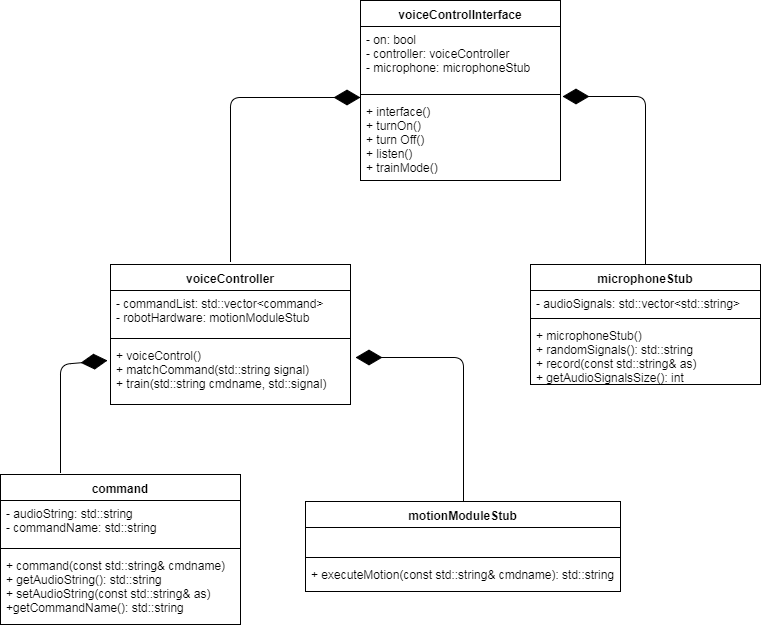 voiceControlInterface
- on: bool
- controller: voiceController
- microphone: microphoneStub
+ interface()
+ turnOn()
+ turn Off()
+ listen()
+ trainMode()
voiceController
- commandList: std::vector<command>
- robotHardware: motionModuleStub
+ voiceControl()
+ matchCommand(std::string signal)
+ train(std::string cmdname, std::signal)
microphoneStub
- audioSignals: std::vector<std::string>
+ microphoneStub()
+ randomSignals(): std::string
+ record(const std::string& as)
+ getAudioSignalsSize(): int
command
- audioString: std::string
- commandName: std::string
+ command(const std::string& cmdname)
+ getAudioString(): std::string
+ setAudioString(const std::string& as)
+getCommandName(): std::string
motionModuleStub
+ executeMotion(const std::string& cmdname): std::string